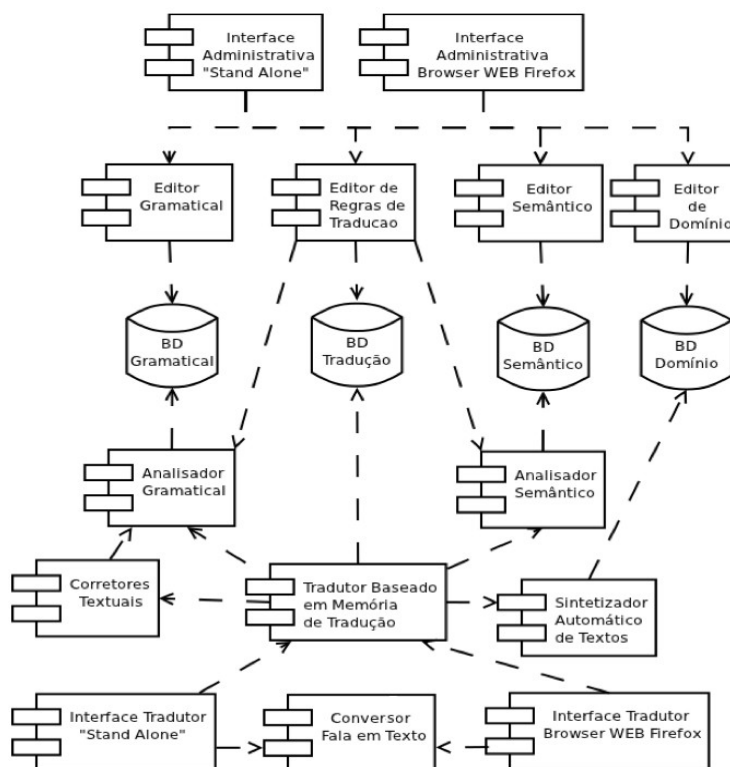 Interface
Administrativa
"Stand Alone"
Interface
Administrativa
Browser WEB Firefox
Editor
Gramatical
Editor de
Regras de
Traducao
Editor
Semântico
Editor
de
Domínio
BD
Gramatical
BD
Tradução
BD
Semântico
BD
Domínio
Analisador
Gramatical
Analisador
Semântico
Corretores
Textuais
Tradutor Baseado
em Memória
de Tradução
Sintetizador
Automático
de Textos
Interface Tradutor
"Stand Alone"
Conversor
Fala em Texto
Interface Tradutor
Browser WEB Firefox